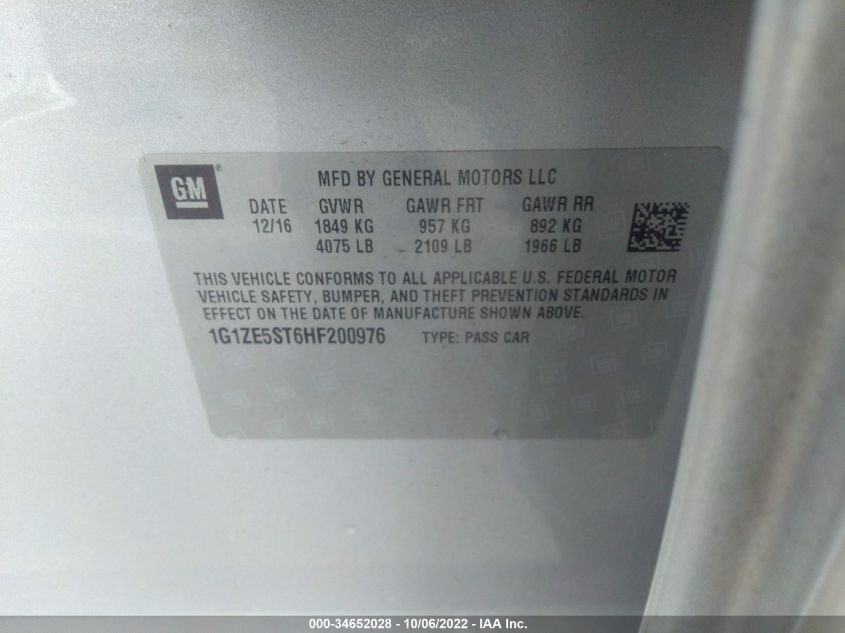 GM®
MFD BY GENERAL MOTORS LLC
DATE GVWR GAWR FRT GAWR RR
12/16 1849 KG 957 KG 892 KG
4075 LB 2109 LB 1966 LB
THIS VEHICLE CONFORMS TO ALL APPLICABLE U.S. FEDERAL MOTOR
VEHICLE SAFETY, BUMPER, AND THEFT PREVENTION STANDARDS IN
EFFECT ON THE DATE OF MANUFACTURE SHOWN ABOVE.
1G1ZE5ST6HF200976 TYPE: PASS CAR
000-34652028 - 10/06/2022 - IAA Inc.